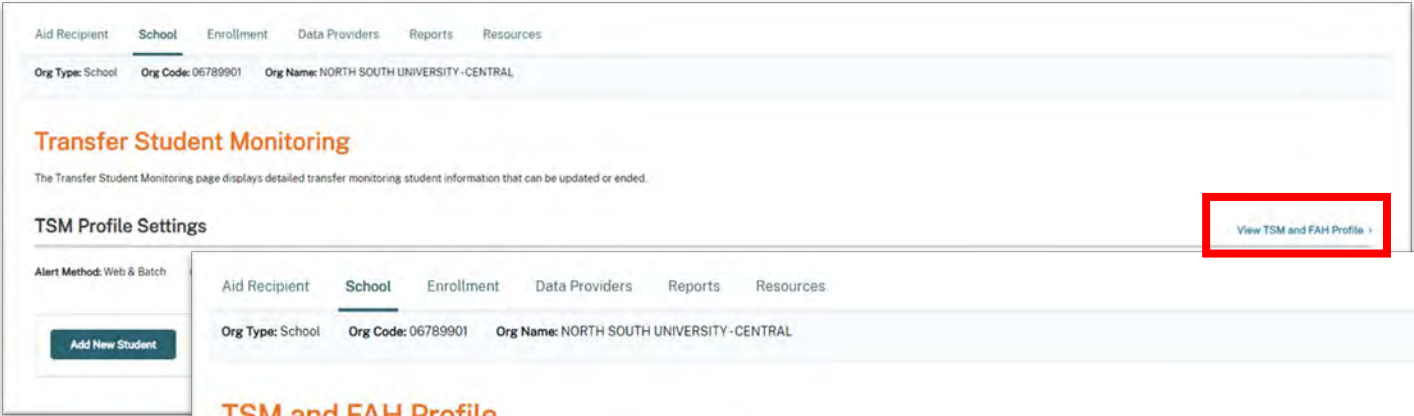 Aid Recipient School Enrollment Data Providers Reports Resources
Org Type: School Org Code: 06789901 Org Name: NORTH SOUTH UNIVERSITY - CENTRAL
Transfer Student Monitoring
The Transfer Student Monitoring page displays detailed transfer monitoring student information that can be updated or ended.
TSM Profile Settings
View TSM and FAH Profile ›
Alert Method: Web & Batch
Add New Student
Aid Recipient School Enrollment Data Providers Reports Resources
Org Type: School Org Code: 06789901 Org Name: NORTH SOUTH UNIVERSITY - CENTRAL
TSM and FAH Profile